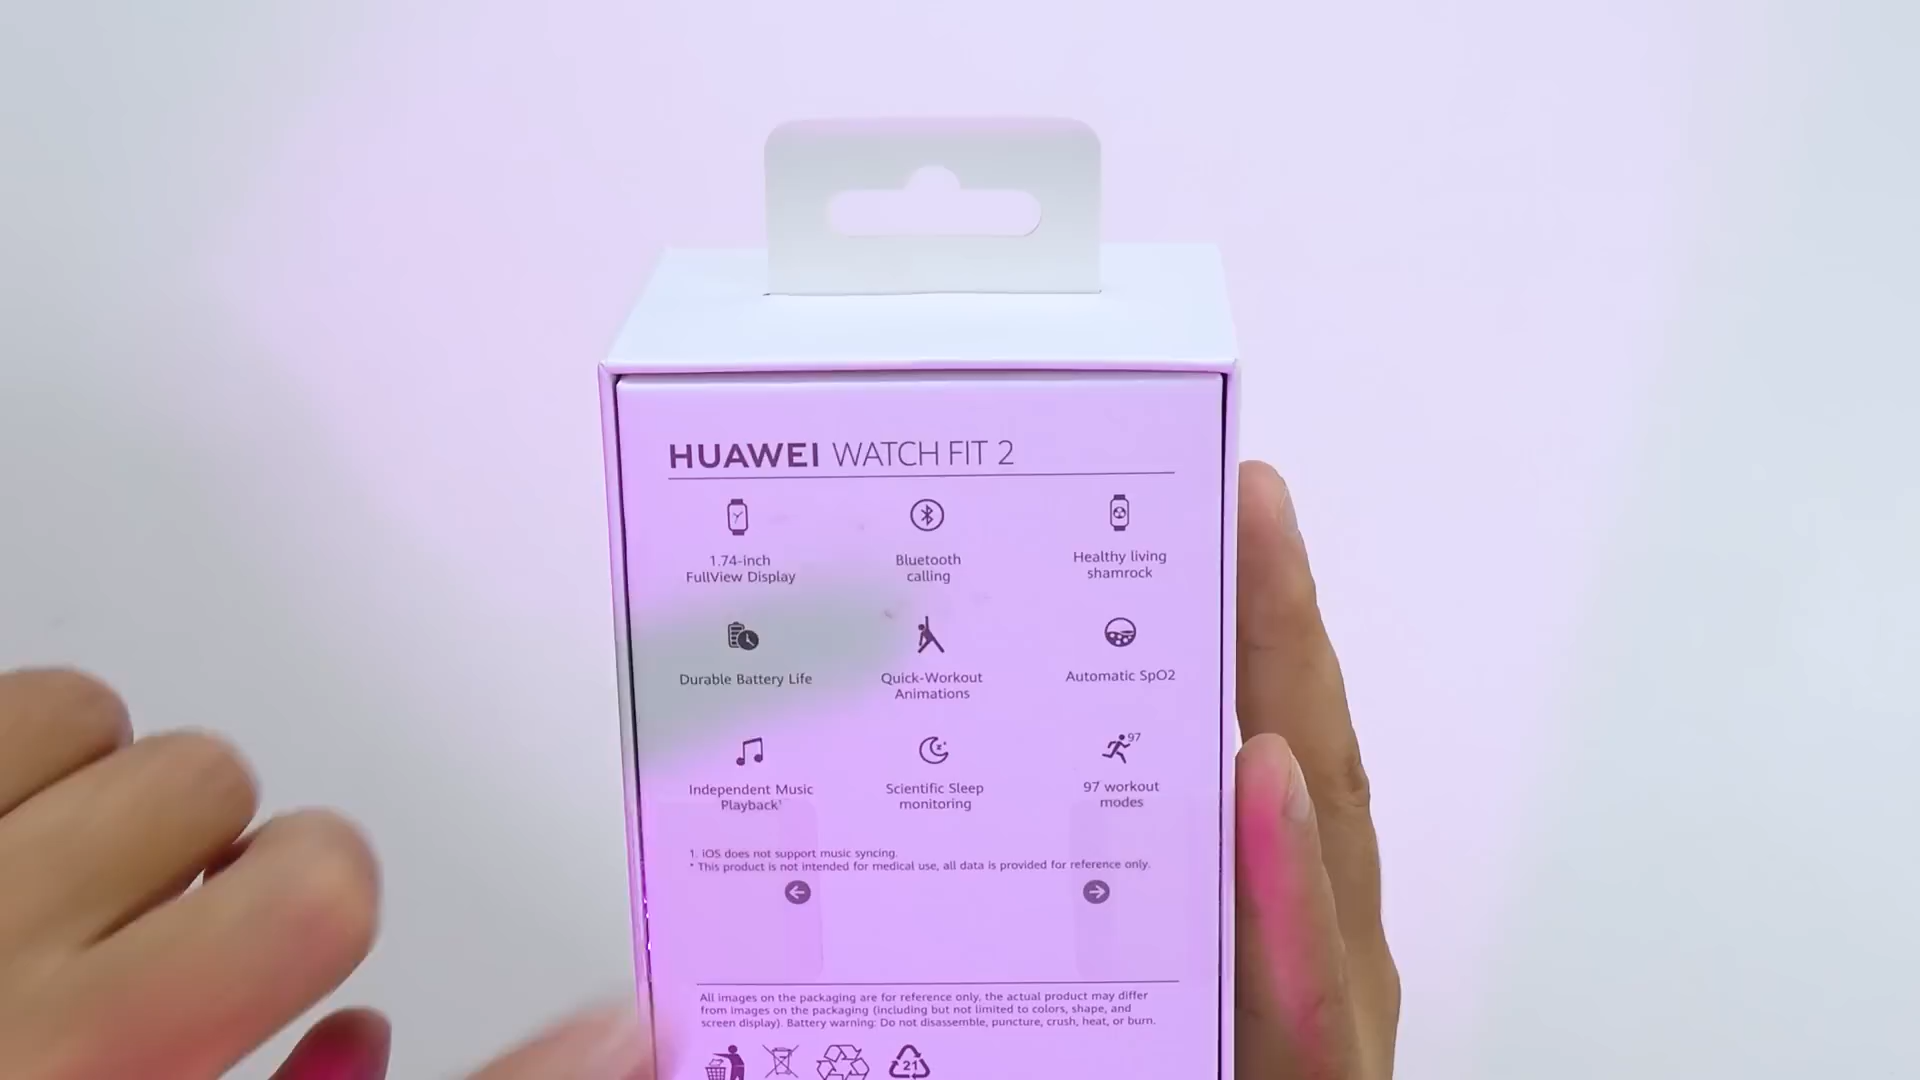 HUAWEI WATCH FIT 2
1.74-inch
FullView Display
Bluetooth
calling
Healthy living
shamrock
Durable Battery Life
Quick-Workout
Animations
Automatic SpO2
Independent Music
Playback¹
Scientific Sleep
monitoring
97
97 workout
modes
1. iOS does not support music syncing.
* This product is not intended for medical use, all data is provided for reference only.
All images on the packaging are for reference only, the actual product may differ
from images on the packaging (including but not limited to colors, shape, and
screen display). Battery warning: Do not disassemble, puncture, crush, heat, or burn.
21